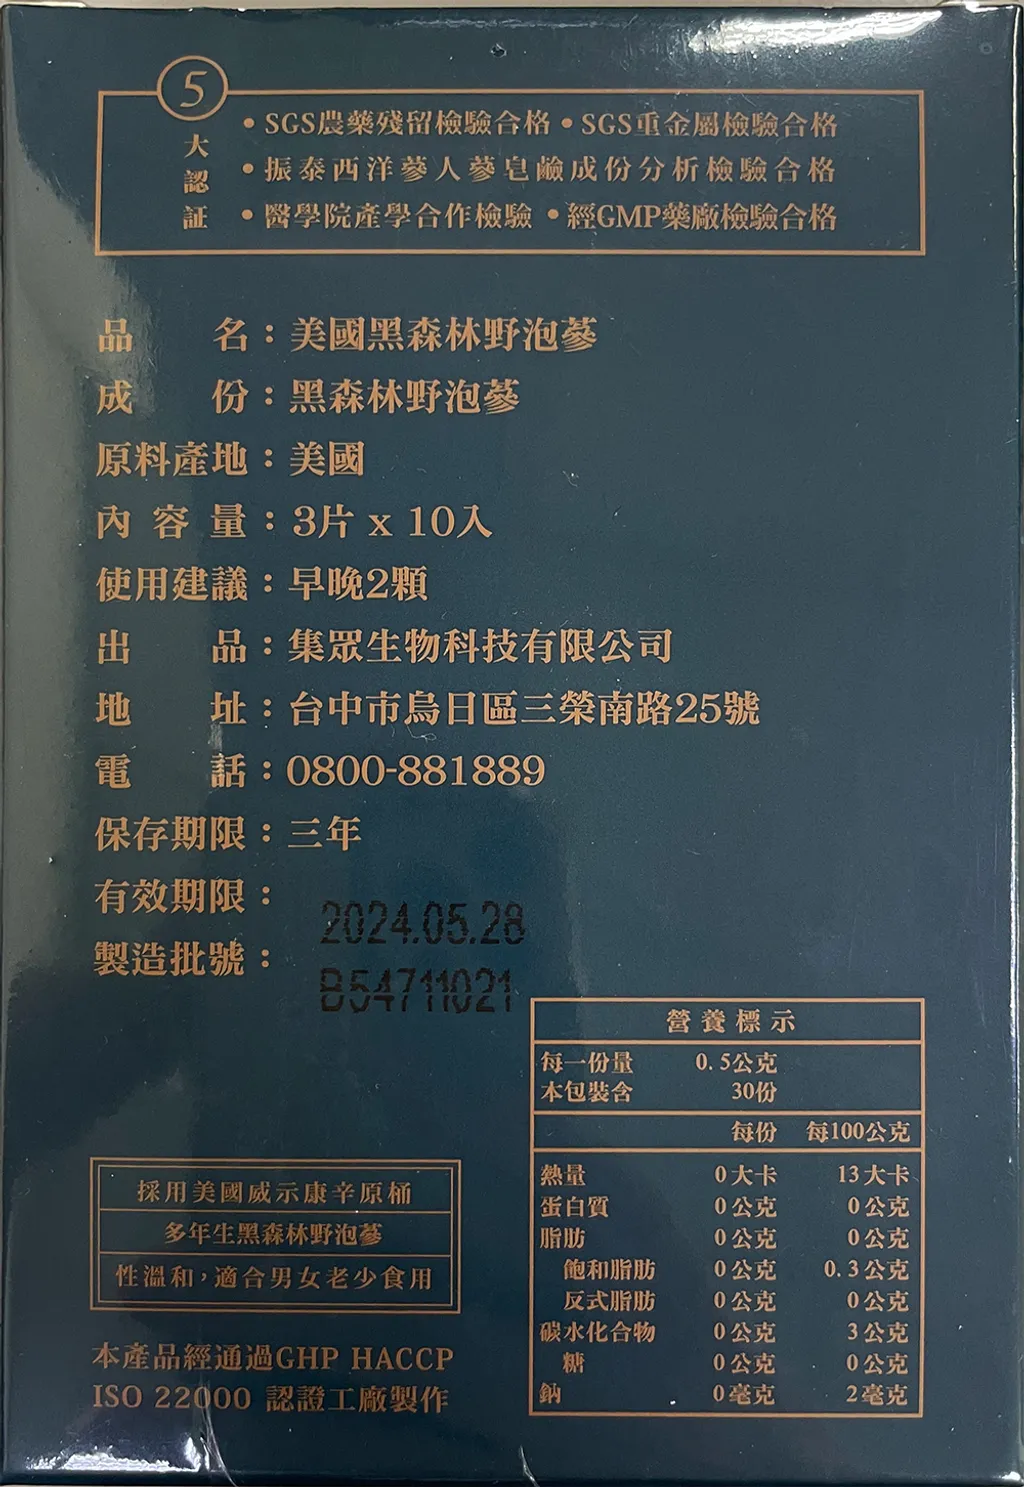 5
大認証
•SGS農藥殘留檢驗合格•SGS重金屬檢驗合格
•振泰西洋蔘人蔘皂鹼成份分析檢驗合格
•醫學院產學合作檢驗 •經GMP藥廠檢驗合格
品名：美國黑森林野泡蔘
成份：黑森林野泡蔘
原料產地：美國
內容量：3片 x 10入
使用建議：早晚2顆
出品：集眾生物科技有限公司
地址：台中市烏日區三榮南路25號
電話：0800-881889
保存期限：三年
有效期限：2024.05.28
製造批號：B54711021
營養標示
每一份量 0.5公克
本包裝含 30份
每份 每100公克
熱量 0大卡 13大卡
蛋白質 0公克 0公克
脂肪 0公克 0公克
飽和脂肪 0公克 0.3公克
反式脂肪 0公克 0公克
碳水化合物 0公克 3公克
糖 0公克 0公克
鈉 0毫克 2毫克
採用美國威示康辛原桶
多年生黑森林野泡蔘
性溫和，適合男女老少食用
本產品經通過GHP HACCP
ISO 22000 認證工廠製作